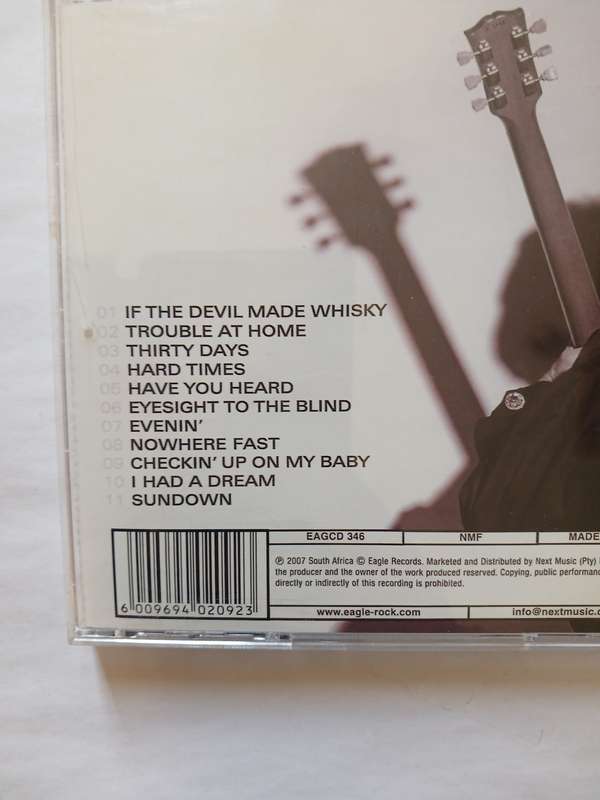 01 IF THE DEVIL MADE WHISKY
02 TROUBLE AT HOME
03 THIRTY DAYS
04 HARD TIMES
05 HAVE YOU HEARD
06 EYESIGHT TO THE BLIND
07 EVENIN'
08 NOWHERE FAST
09 CHECKIN' UP ON MY BABY
10 I HAD A DREAM
11 SUNDOWN
EAGCD 346 NMF MADE
℗ 2007 South Africa © Eagle Records. Marketed and Distributed by Next Music (Pty)
the producer and the owner of the work produced reserved. Copying, public performan
directly or indirectly of this recording is prohibited.
6 009694 020923
www.eagle-rock.com info@nextmusic.c